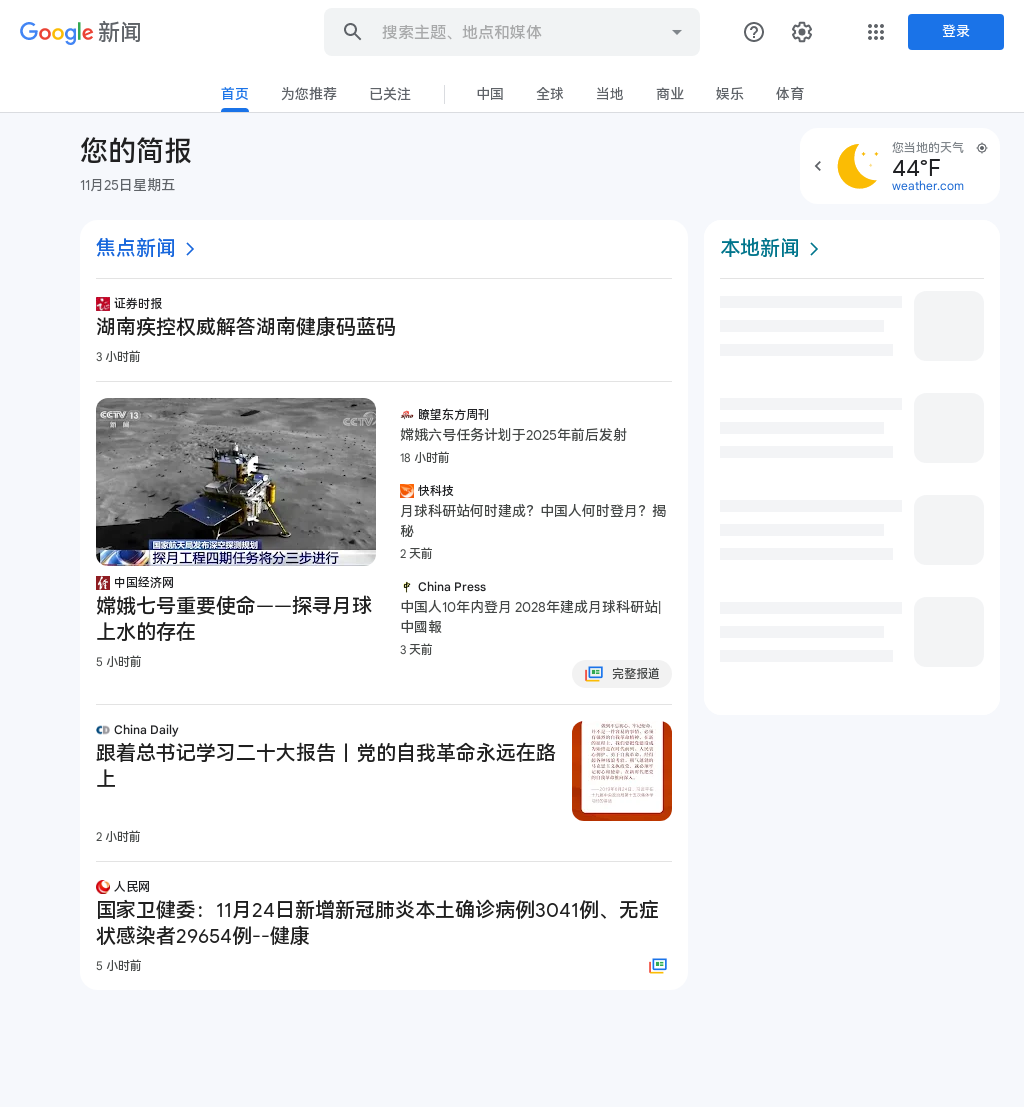 Google 新闻
搜索主题、地点和媒体
登录
首页
为您推荐
已关注
中国
全球
当地
商业
娱乐
体育
您的简报
11月25日星期五
您当地的天气
44°F
weather.com
焦点新闻
证券时报
湖南疾控权威解答湖南健康码蓝码
3 小时前
CCTV 13
新闻
CCTV
国家航天局发布深空探测规划
探月工程四期任务将分三步进行
中国经济网
嫦娥七号重要使命——探寻月球
上水的存在
5 小时前
瞭望东方周刊
嫦娥六号任务计划于2025年前后发射
18 小时前
快科技
月球科研站何时建成？中国人何时登月？揭
秘
2 天前
China Press
中国人10年内登月 2028年建成月球科研站|
中國報
3 天前
完整报道
China Daily
跟着总书记学习二十大报告丨党的自我革命永远在路
上
2 小时前
人民网
国家卫健委：11月24日新增新冠肺炎本土确诊病例3041例、无症
状感染者29654例--健康
5 小时前
本地新闻